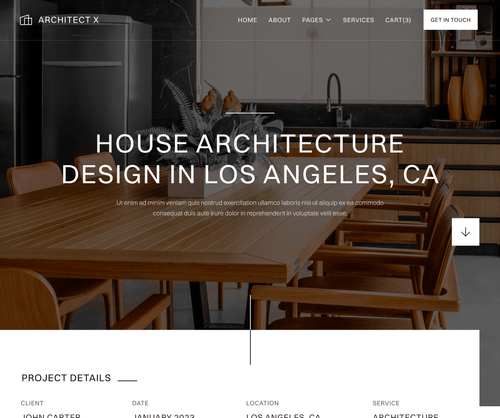 ARCHITECT X
HOME ABOUT PAGES SERVICES CART(3) GET IN TOUCH
HOUSE ARCHITECTURE
DESIGN IN LOS ANGELES, CA
Ut enim ad minim veniam quis nostrud exercitation ullamco laboris nisi ut aliquip ex ea commodo
consequat duis aute irure dolor in reprehenderit in voluptate velit esse.
PROJECT DETAILS
CLIENT DATE LOCATION SERVICE
JOHN CARTER JANUARY 2023 LOS ANGELES, CA ARCHITECTURE